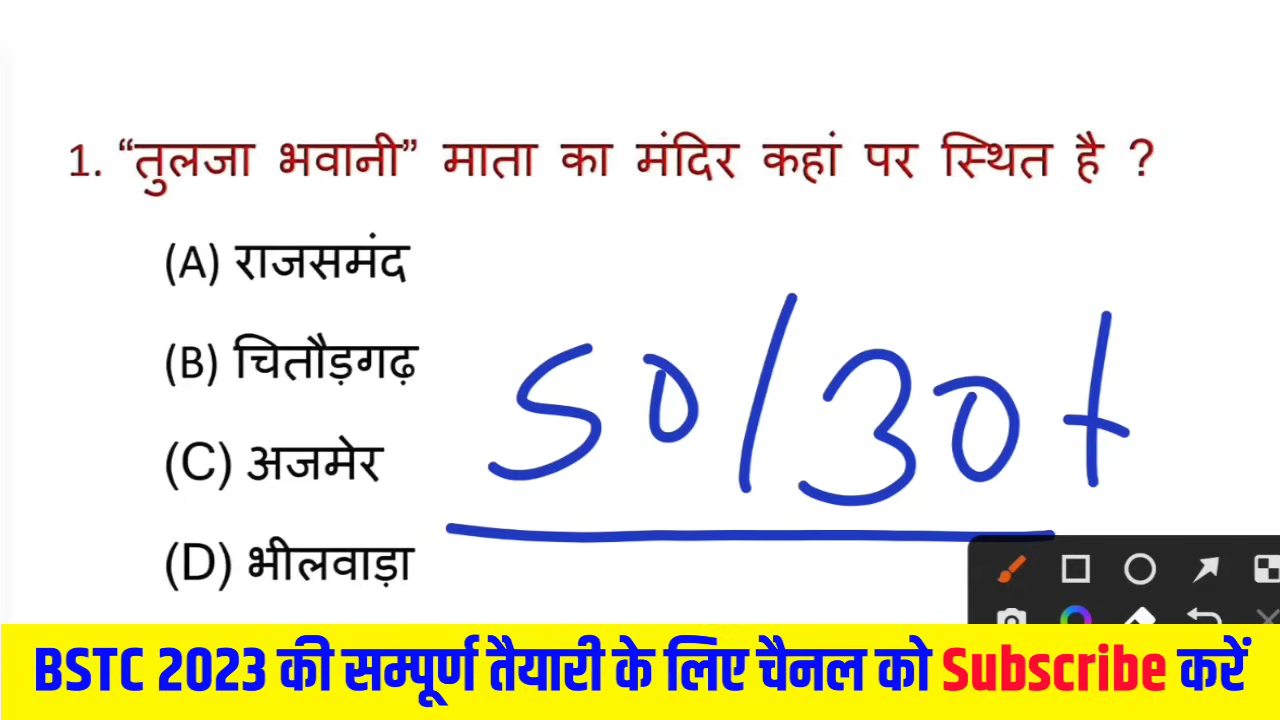 1. “तुलजा भवानी” माता का मंदिर कहां पर स्थित है ?
(A) राजसमंद
(B) चितौड़गढ़
(C) अजमेर
(D) भीलवाड़ा
50/30+
BSTC 2023 की सम्पूर्ण तैयारी के लिए चैनल को Subscribe करें